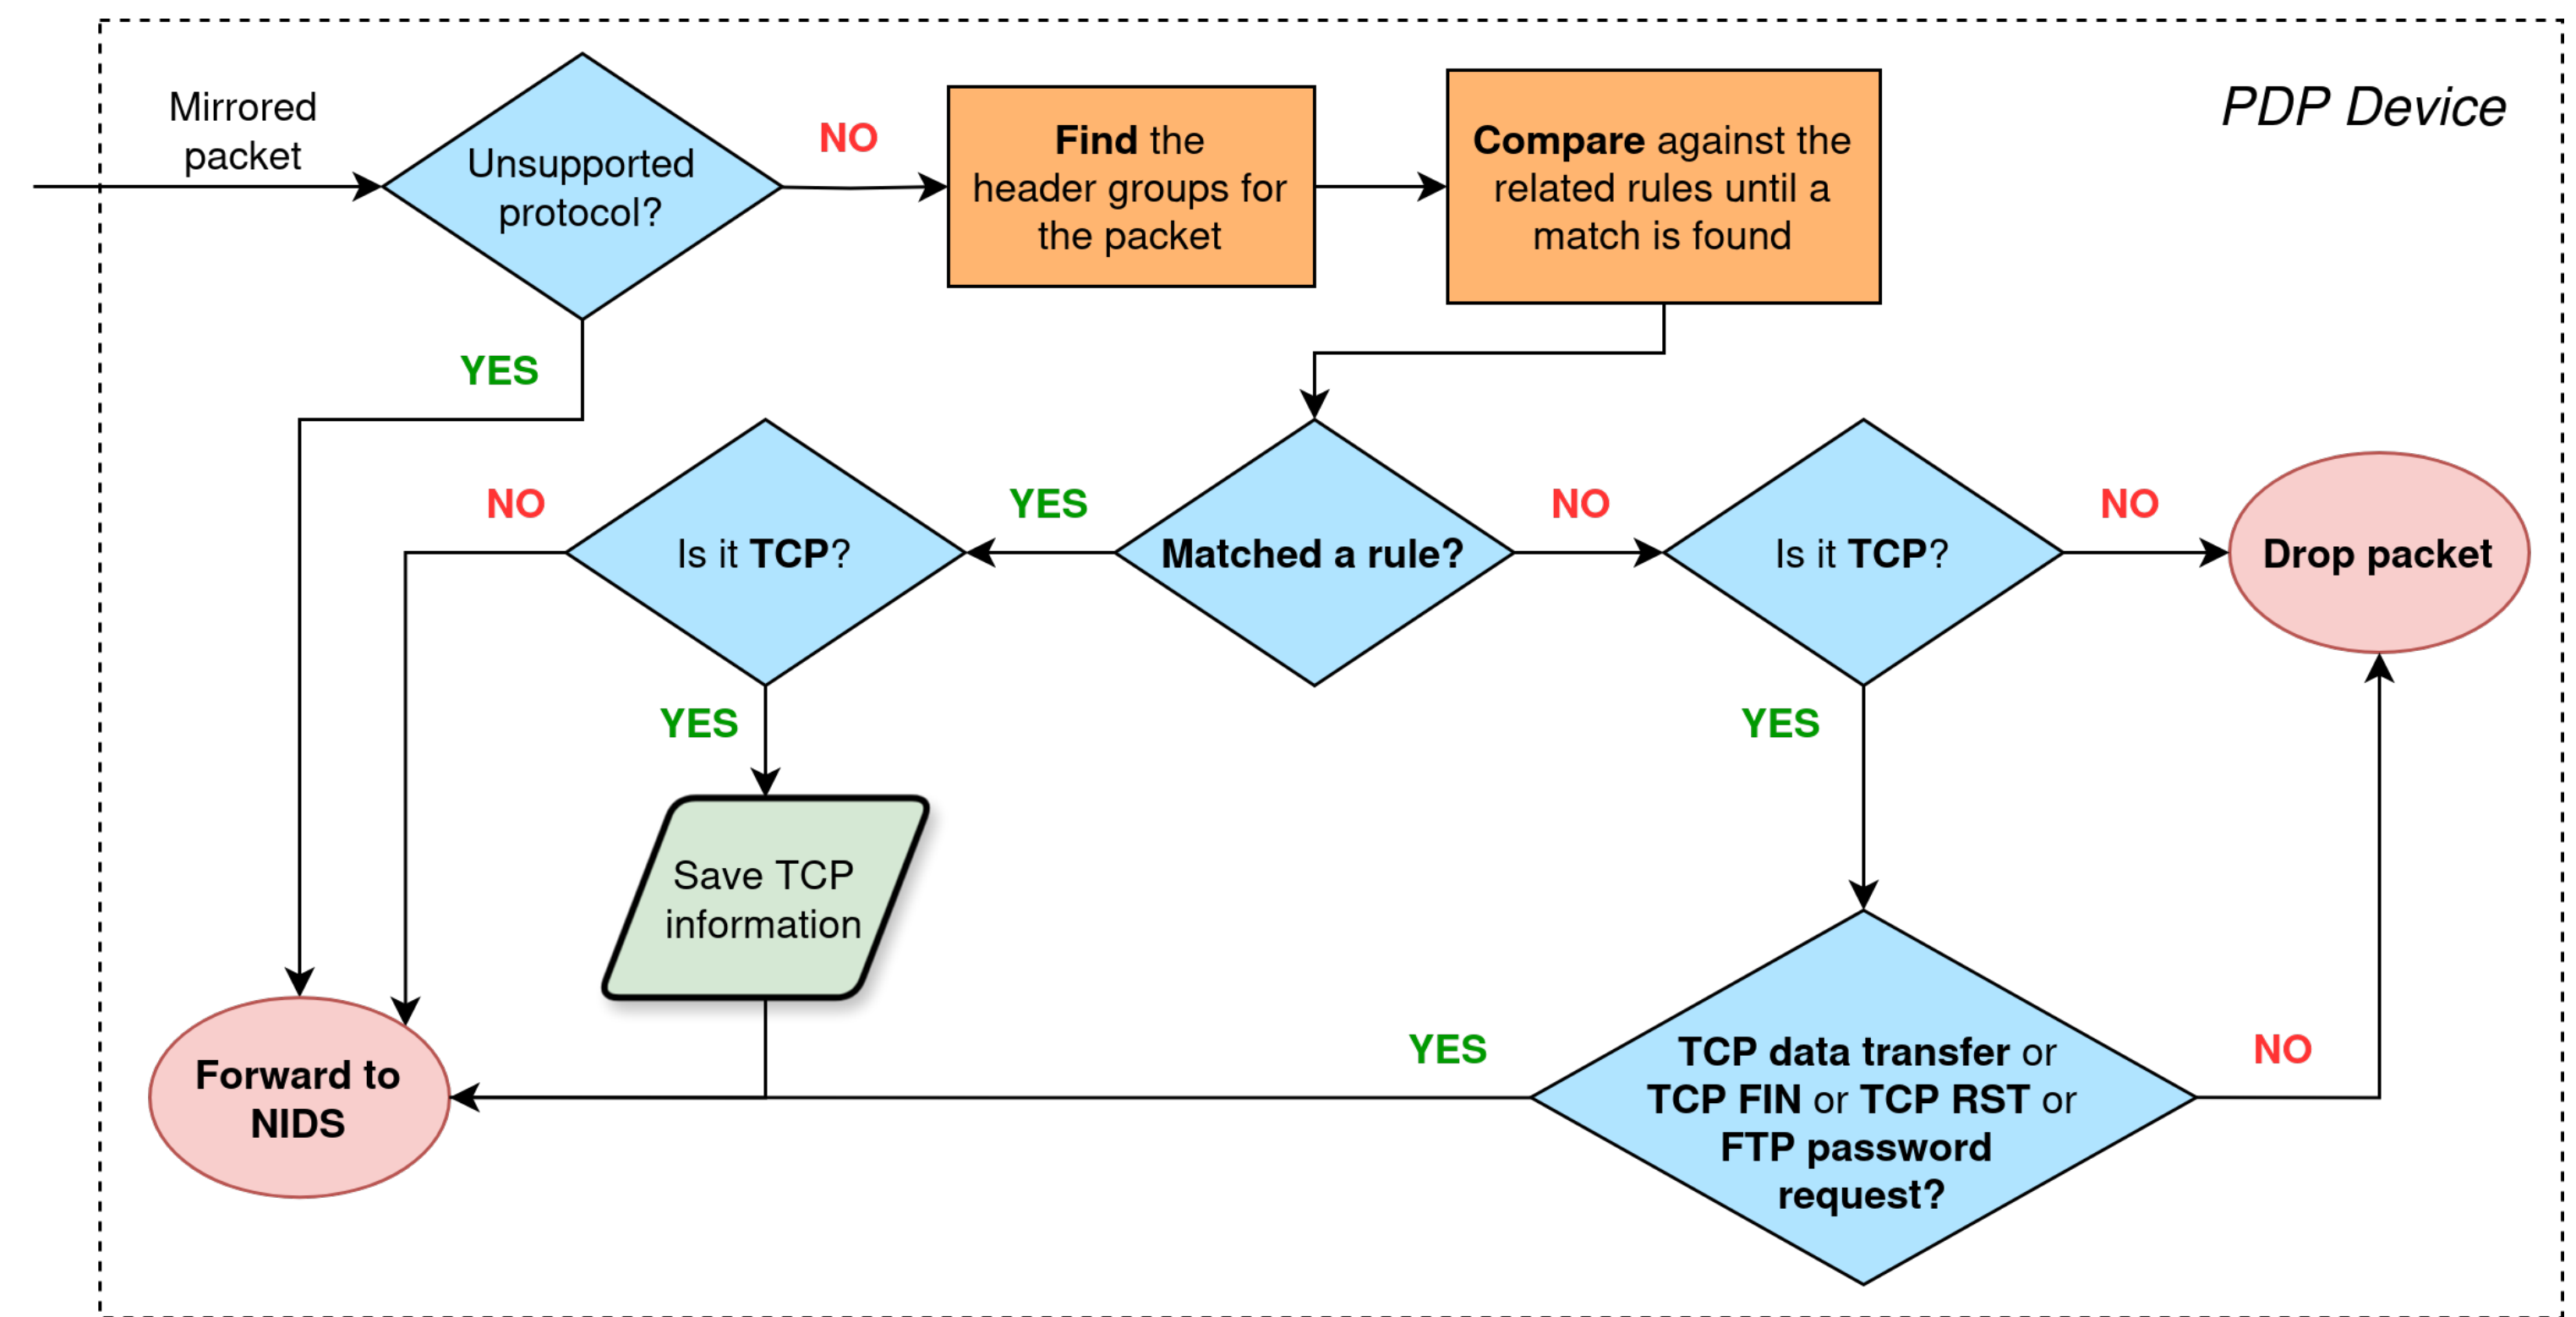 Mirrored
packet
Unsupported
protocol?
NO
Find the
header groups for
the packet
Compare against the
related rules until a
match is found
PDP Device
YES
NO
Is it TCP?
YES
Matched a rule?
NO
Is it TCP?
NO
Drop packet
YES
YES
Save TCP
information
Forward to
NIDS
YES
TCP data transfer or
TCP FIN or TCP RST or
FTP password
request?
NO